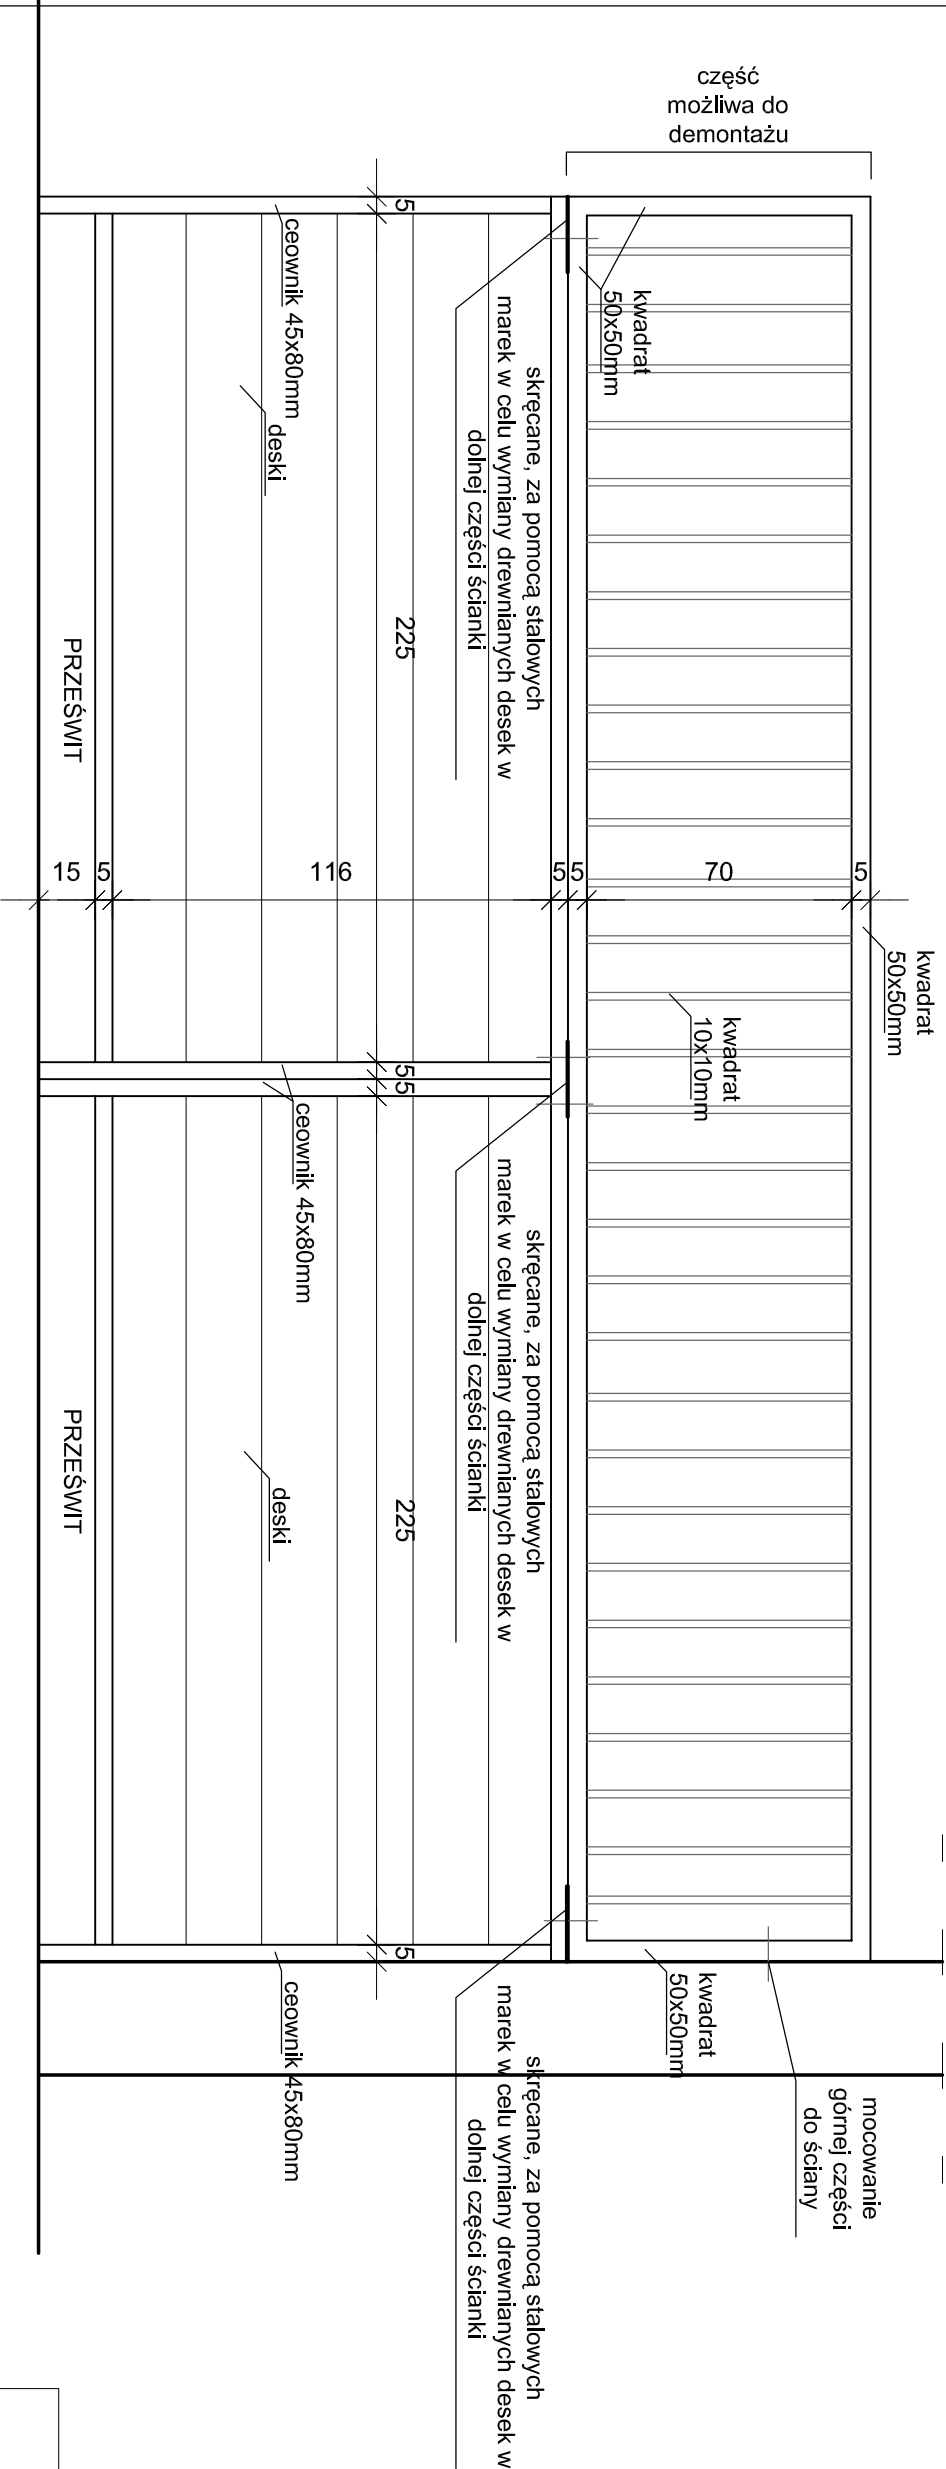 część
możliwa do
demontażu
5
ceownik 45x80mm
deski
kwadrat
50x50mm
skręcane, za pomocą stalowych
marek w celu wymiany drewnianych desek w
dolnej części ścianki
225
PRZEŚWIT
15
5
116
5
5
70
5
kwadrat
50x50mm
kwadrat
10x10mm
5
5
ceownik 45x80mm
skręcane, za pomocą stalowych
marek w celu wymiany drewnianych desek w
dolnej części ścianki
225
deski
PRZEŚWIT
5
ceownik 45x80mm
kwadrat
50x50mm
mocowanie
górnej części
do ściany
skręcane, za pomocą stalowych
marek w celu wymiany drewnianych desek w
dolnej części ścianki